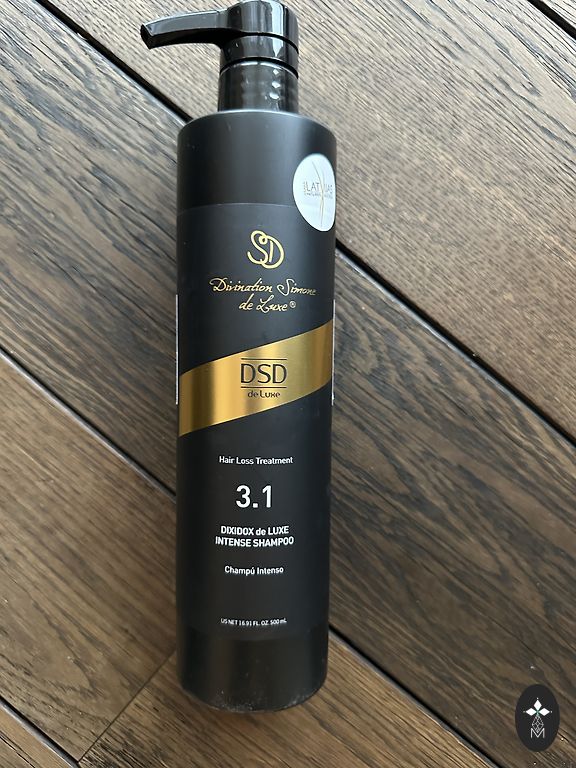 LATVIJAS
SD
Divination Simone
de Luxe®
DSD
de Luxe
Hair Loss Treatment
3.1
DIXIDOX de LUXE
INTENSE SHAMPOO
Champú Intenso
US NET 16.91 FL. OZ. 500 mL
M